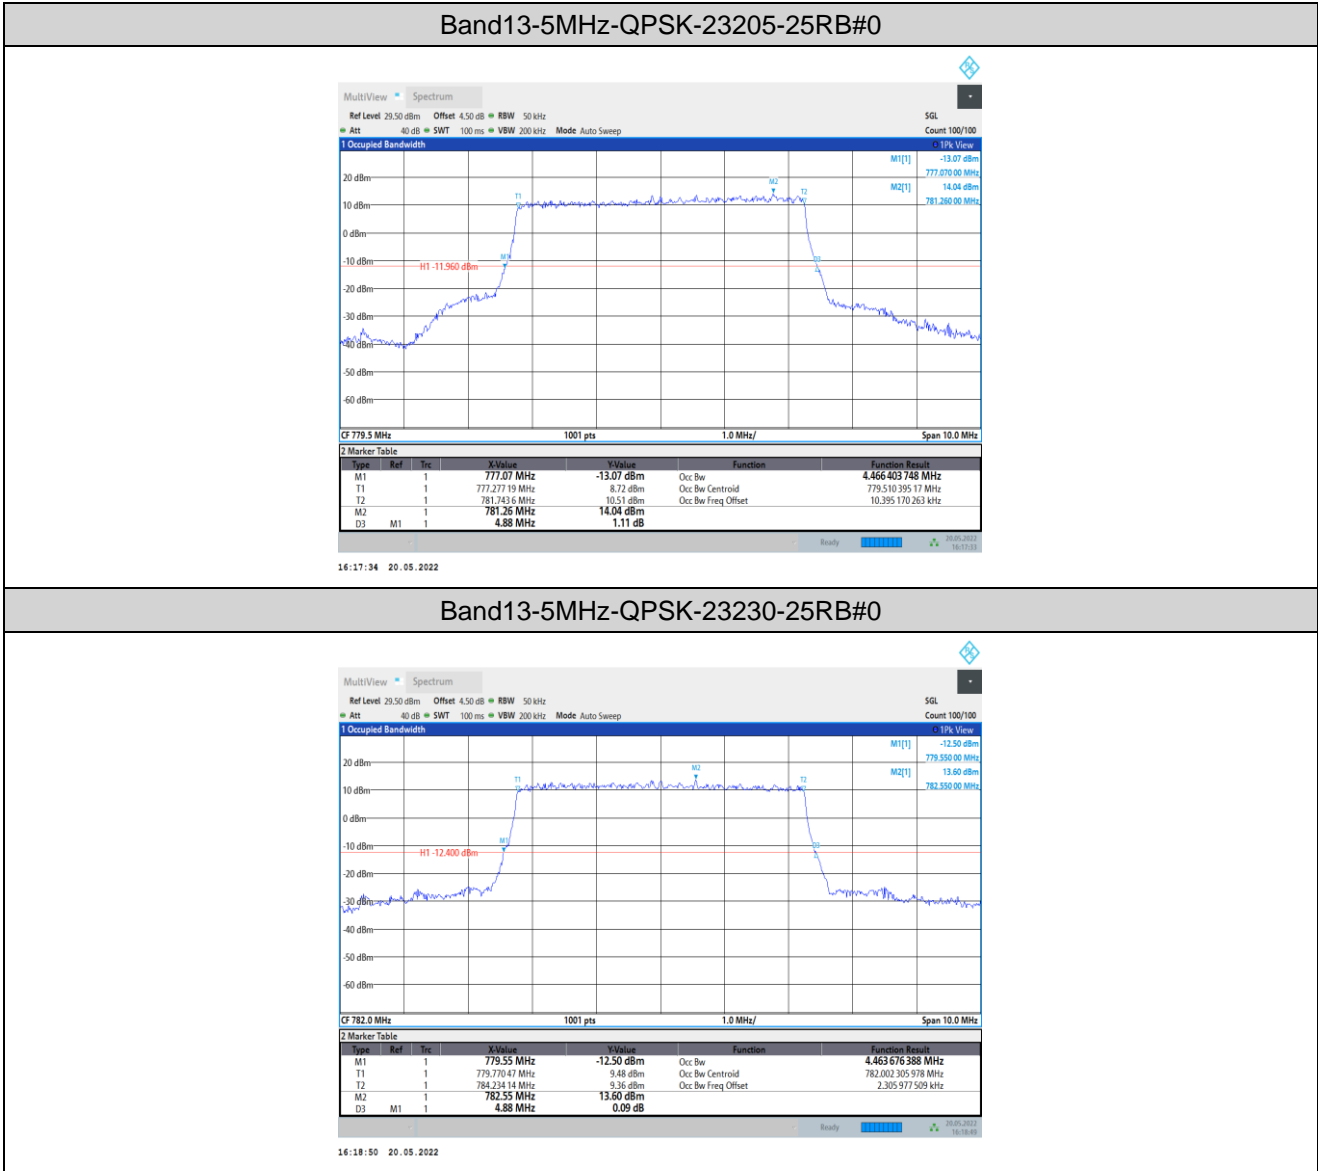 Band13-5MHz-QPSK-23205-25RB#0
MultiView Spectrum
Ref Level 29.50 dBm Offset 4.50 dB RBW 50 kHz SGL
Att 40 dB SWT 100 ms VBW 200 kHz Mode Auto Sweep Count 100/100
1 Occupied Bandwidth 1Pk View
M1[1] -13.07 dBm
777.070 00 MHz
M2[1] 14.04 dBm
781.260 00 MHz
20 dBm
M2
T1 T2
10 dBm
0 dBm
M1 D3
-10 dBm
H1 -11.960 dBm
-20 dBm
-30 dBm
-40 dBm
-50 dBm
-60 dBm
CF 779.5 MHz 1001 pts 1.0 MHz/ Span 10.0 MHz
2 Marker Table
Type Ref Trc X-Value Y-Value Function Function Result
M1 1 777.07 MHz -13.07 dBm Occ Bw 4.466 403 748 MHz
T1 1 777.277 19 MHz 8.72 dBm Occ Bw Centroid 779.510 395 17 MHz
T2 1 781.743 6 MHz 10.51 dBm Occ Bw Freq Offset 10.395 170 263 kHz
M2 1 781.26 MHz 14.04 dBm
D3 M1 1 4.88 MHz 1.11 dB
Ready 20.05.2022
16:17:33
16:17:34 20.05.2022
Band13-5MHz-QPSK-23230-25RB#0
MultiView Spectrum
Ref Level 29.50 dBm Offset 4.50 dB RBW 50 kHz SGL
Att 40 dB SWT 100 ms VBW 200 kHz Mode Auto Sweep Count 100/100
1 Occupied Bandwidth 1Pk View
M1[1] -12.50 dBm
779.550 00 MHz
M2[1] 13.60 dBm
782.550 00 MHz
20 dBm
M2
T1 T2
10 dBm
0 dBm
M1 D3
-10 dBm
H1 -12.400 dBm
-20 dBm
-30 dBm
-40 dBm
-50 dBm
-60 dBm
CF 782.0 MHz 1001 pts 1.0 MHz/ Span 10.0 MHz
2 Marker Table
Type Ref Trc X-Value Y-Value Function Function Result
M1 1 779.55 MHz -12.50 dBm Occ Bw 4.463 676 388 MHz
T1 1 779.770 47 MHz 9.48 dBm Occ Bw Centroid 782.002 305 978 MHz
T2 1 784.234 14 MHz 9.36 dBm Occ Bw Freq Offset 2.305 977 509 kHz
M2 1 782.55 MHz 13.60 dBm
D3 M1 1 4.88 MHz 0.09 dB
Ready 20.05.2022
16:18:49
16:18:50 20.05.2022